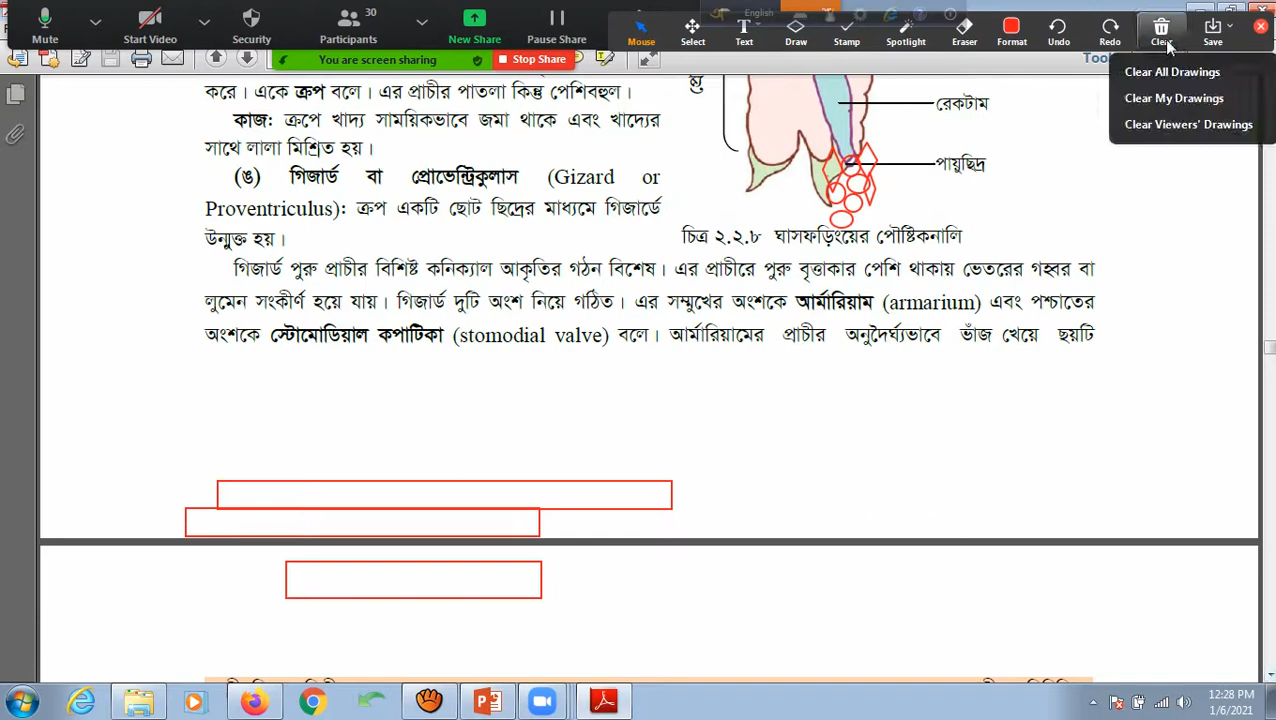 Mute
Start Video
Security
Participants
30
New Share
Pause Share
English
Mouse
Select
Text
Draw
Stamp
Spotlight
Eraser
Format
Undo
Redo
Clear
Save
You are screen sharing
Stop Share
Clear All Drawings
Clear My Drawings
Clear Viewers' Drawings
করে। একে ক্রপ বলে। এর প্রাচীর পাতলা কিন্তু পেশিবহুল।
কাজ: ক্রপে খাদ্য সাময়িকভাবে জমা থাকে এবং খাদ্যের
সাথে লালা মিশ্রিত হয়।
(ঙ) গিজার্ড বা প্রোভেন্ট্রিকুলাস (Gizard or
Proventriculus)ঃ ক্রপ একটি ছোট ছিদ্রের মাধ্যমে গিজার্ডে
উন্মুক্ত হয়।
রেকটাম
পায়ুছিদ্র
চিত্র ২.২.৮ ঘাসফড়িংয়ের পৌষ্টিকনালি
গিজার্ড পুরু প্রাচীর বিশিষ্ট কনিক্যাল আকৃতির গঠন বিশেষ। এর প্রাচীরে পুরু বৃত্তাকার পেশি থাকায় ভেতরের গহ্বর বা
লুমেন সংকীর্ণ হয়ে যায়। গিজার্ড দুটি অংশ নিয়ে গঠিত। এর সম্মুখের অংশকে আর্মারিয়াম (armarium) এবং পশ্চাতের
অংশকে স্টোমোডিয়াল কপাটিকা (stomodial valve) বলে। আর্মারিয়ামের প্রাচীর অনুদৈর্ঘ্যভাবে ভাঁজ খেয়ে ছয়টি
12:28 PM
1/6/2021